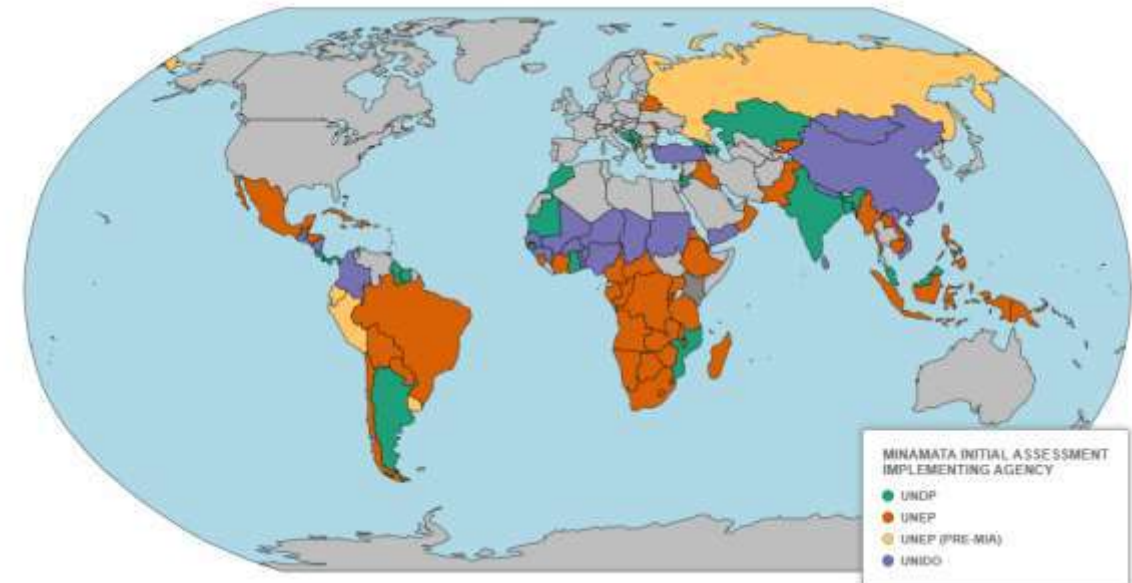 MINAMATA INITIAL ASSESSMENT
IMPLEMENTING AGENCY
UNDP
UNEP
UNEP (PRE-MIA)
UNIDO